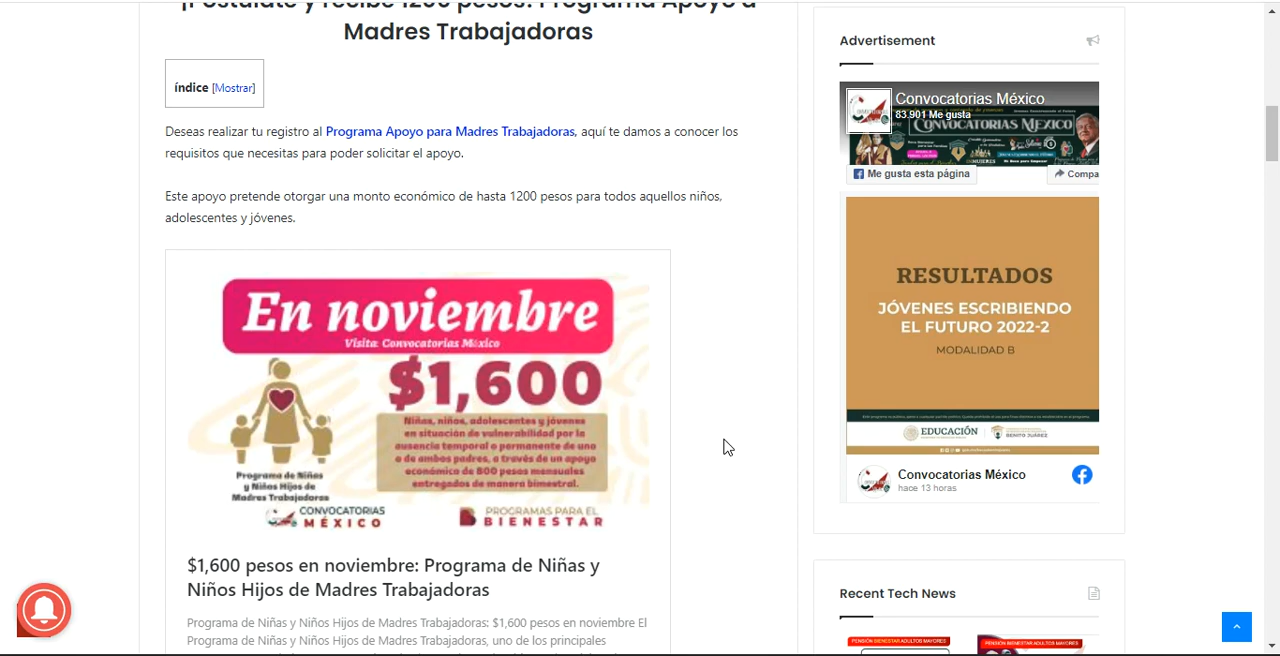 ¡Postúlate y recibe 1200 pesos! Programa Apoyo a
Madres Trabajadoras
índice [Mostrar]
Deseas realizar tu registro al Programa Apoyo para Madres Trabajadoras, aquí te damos a conocer los
requisitos que necesitas para poder solicitar el apoyo.
Este apoyo pretende otorgar una monto económico de hasta 1200 pesos para todos aquellos niños,
adolescentes y jóvenes.
En noviembre
Visita: Convocatorias México
$1,600
Niñas, niños, adolescentes y jóvenes
en situación de vulnerabilidad por la
ausencia temporal o permanente de una
o de ambos padres, a través de un apoyo
económico de 800 pesos mensuales
entregados de manera bimestral.
Programa de Niñas
y Niños Hijos de
Madres Trabajadoras
CONVOCATORIAS
MÉXICO
PROGRAMAS PARA EL
BIENESTAR
$1,600 pesos en noviembre: Programa de Niñas y
Niños Hijos de Madres Trabajadoras
Programa de Niñas y Niños Hijos de Madres Trabajadoras: $1,600 pesos en noviembre El
Programa de Niñas y Niños Hijos de Madres Trabajadoras, uno de los principales
Advertisement
Convocatorias México
83.901 Me gusta
CONVOCATORIAS MEXICO
Me gusta esta página
Compa
RESULTADOS
JÓVENES ESCRIBIENDO
EL FUTURO 2022-2
MODALIDAD B
EDUCACIÓN
BENITO JUÁREZ
Convocatorias México
hace 13 horas
Recent Tech News
PENSIÓN BIENESTAR ADULTOS MAYORES
PENSIÓN BIENESTAR ADULTOS MAYORES